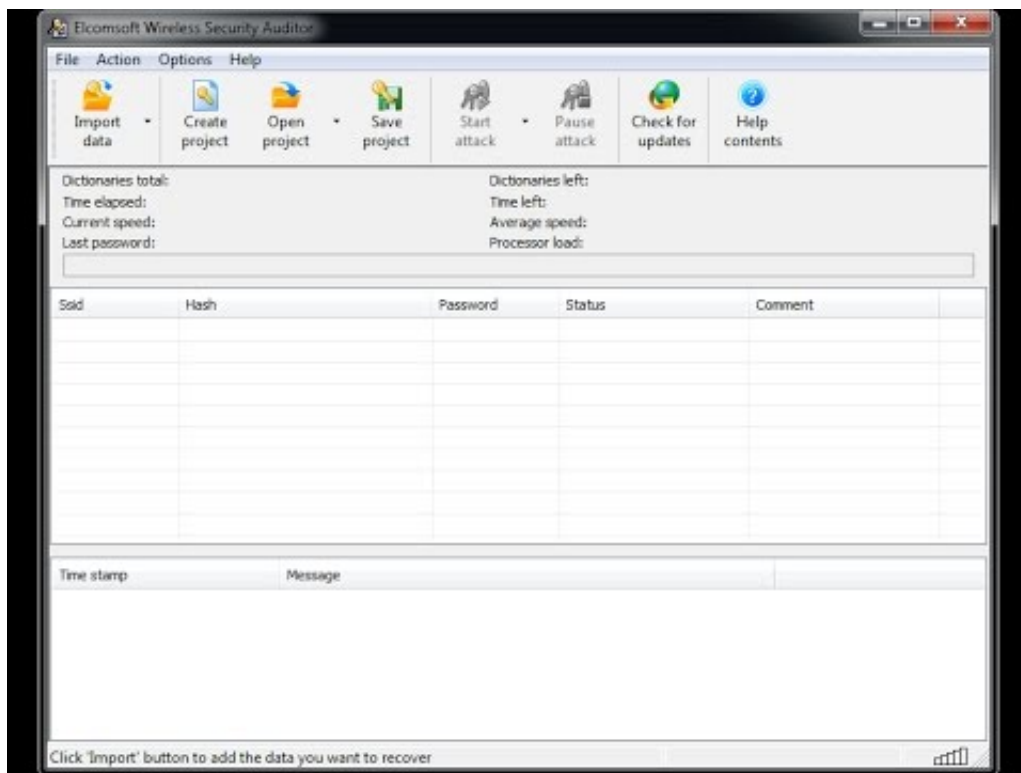 Elcomsoft Wireless Security Auditor
File Action Options Help
Import data
Create project
Open project
Save project
Start attack
Pause attack
Check for updates
Help contents
Dictionaries total: Dictionaries left:
Time elapsed: Time left:
Current speed: Average speed:
Last password: Processor load:
Ssid Hash Password Status Comment
Time stamp Message
Click 'Import' button to add the data you want to recover